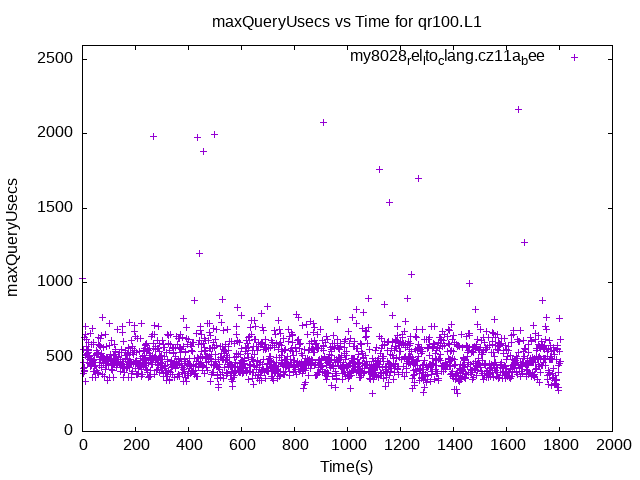 maxQueryUsecs vs Time for qr100.L1
my8028relltoclang.cz11abee
maxQueryUsecs
2500
2000
1500
1000
500
0
0 200 400 600 800 1000 1200 1400 1600 1800 2000
Time(s)